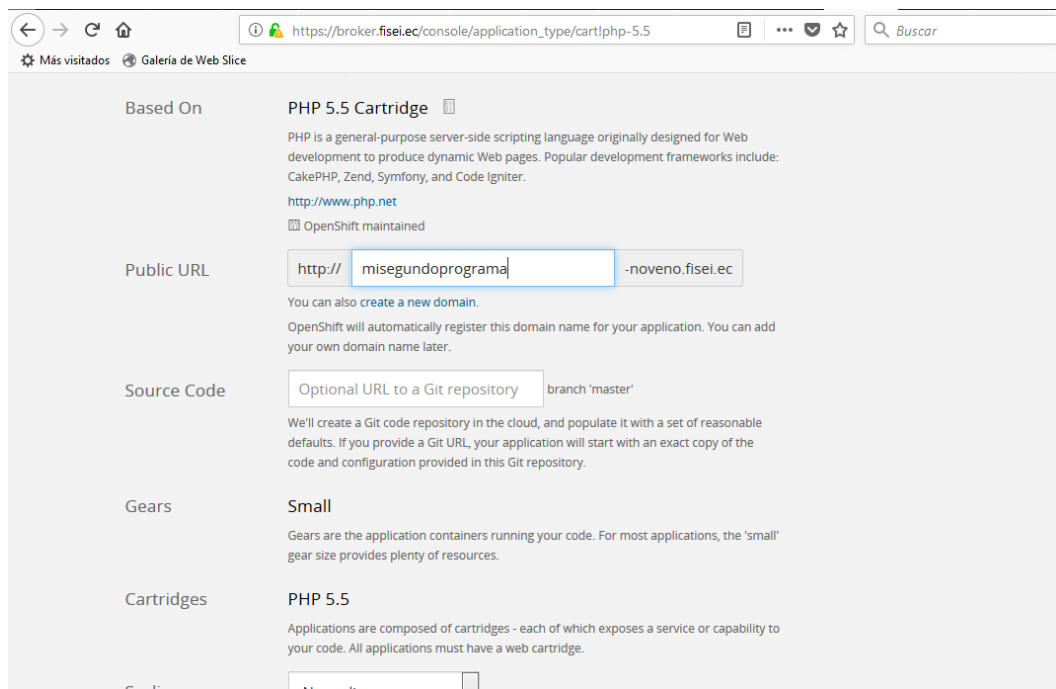 https://broker.fisei.ec/console/application_type/cart!php-5.5
Buscar
Más visitados Galería de Web Slice
Based On PHP 5.5 Cartridge
PHP is a general-purpose server-side scripting language originally designed for Web
development to produce dynamic Web pages. Popular development frameworks include:
CakePHP, Zend, Symfony, and Code Igniter.
http://www.php.net
OpenShift maintained
Public URL http:// misegundoprograma -noveno.fisei.ec
You can also create a new domain.
OpenShift will automatically register this domain name for your application. You can add
your own domain name later.
Source Code Optional URL to a Git repository branch 'master'
We'll create a Git code repository in the cloud, and populate it with a set of reasonable
defaults. If you provide a Git URL, your application will start with an exact copy of the
code and configuration provided in this Git repository.
Gears Small
Gears are the application containers running your code. For most applications, the 'small'
gear size provides plenty of resources.
Cartridges PHP 5.5
Applications are composed of cartridges - each of which exposes a service or capability to
your code. All applications must have a web cartridge.